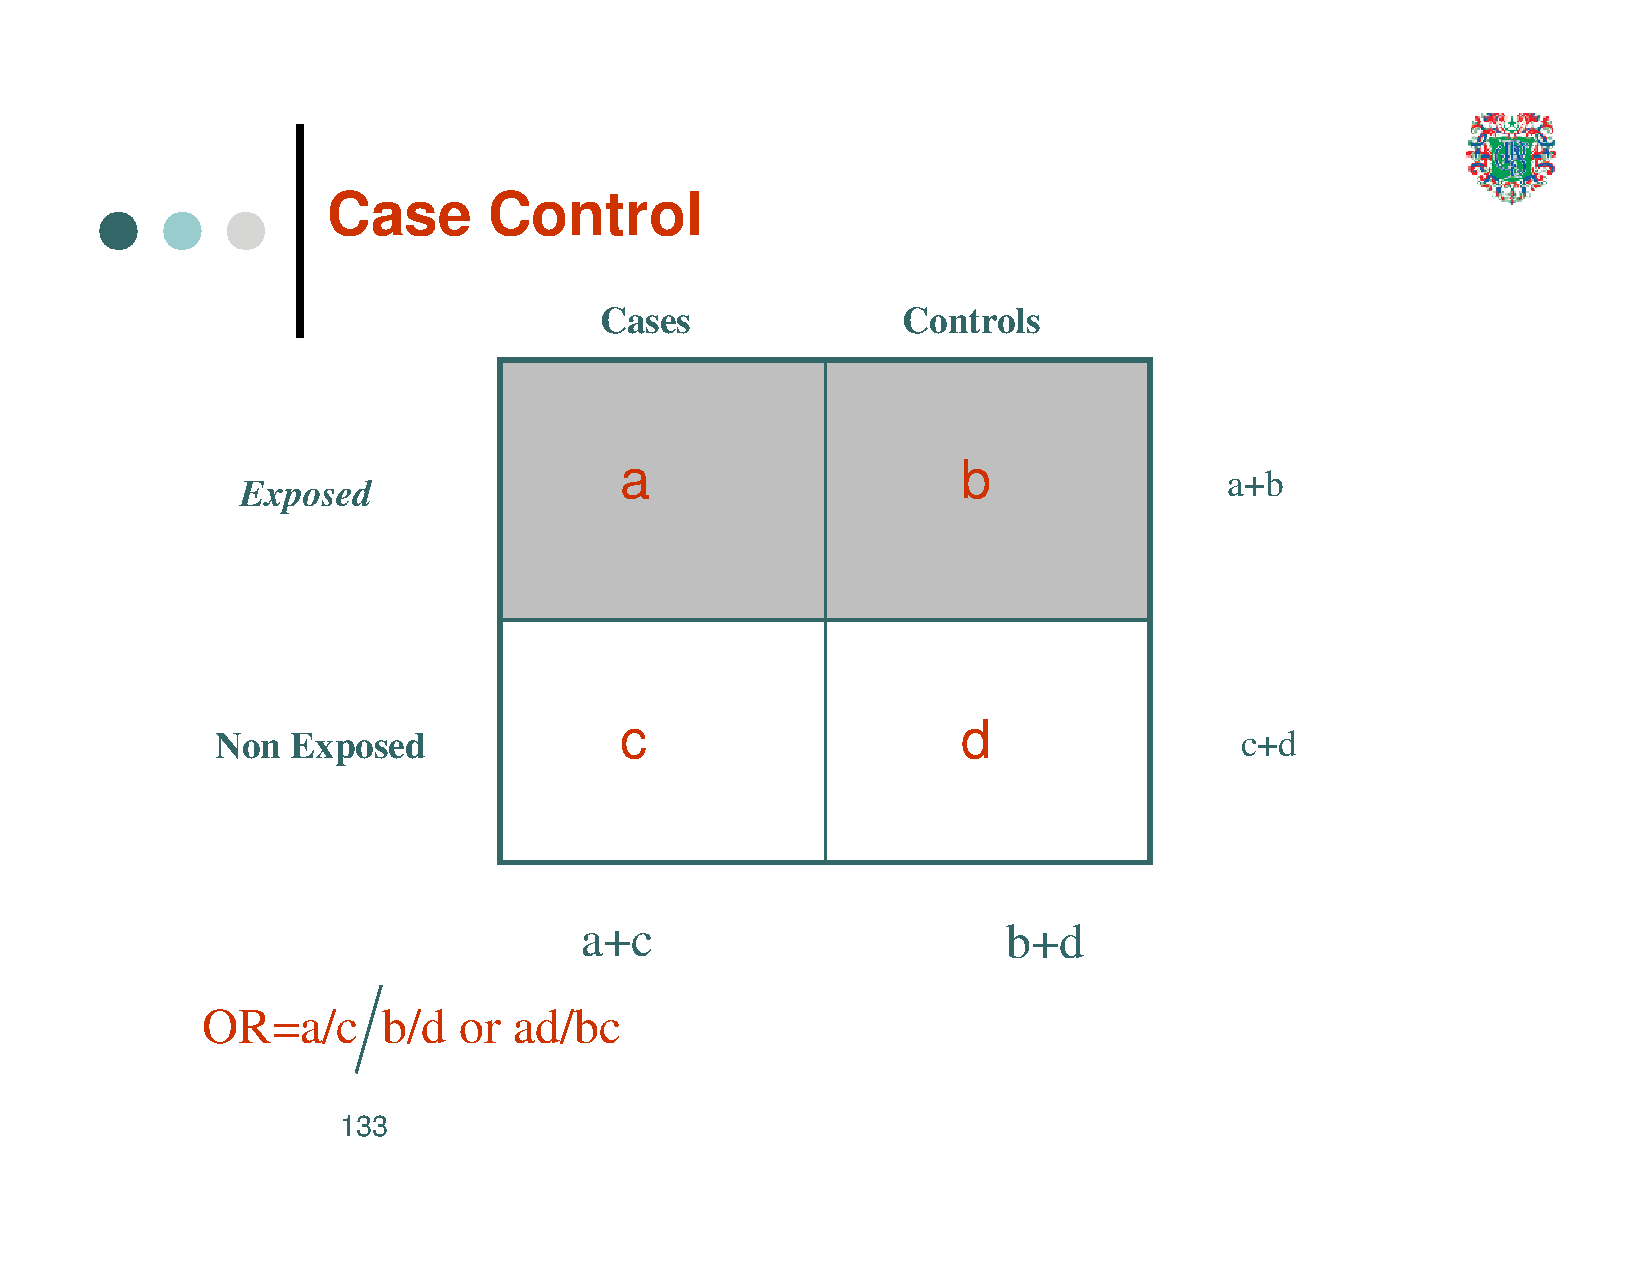 Case Control
Cases Controls
a b a+b
Exposed
c d c+d
Non Exposed
a+c b+d
OR=a/c/b/d or ad/bc
133